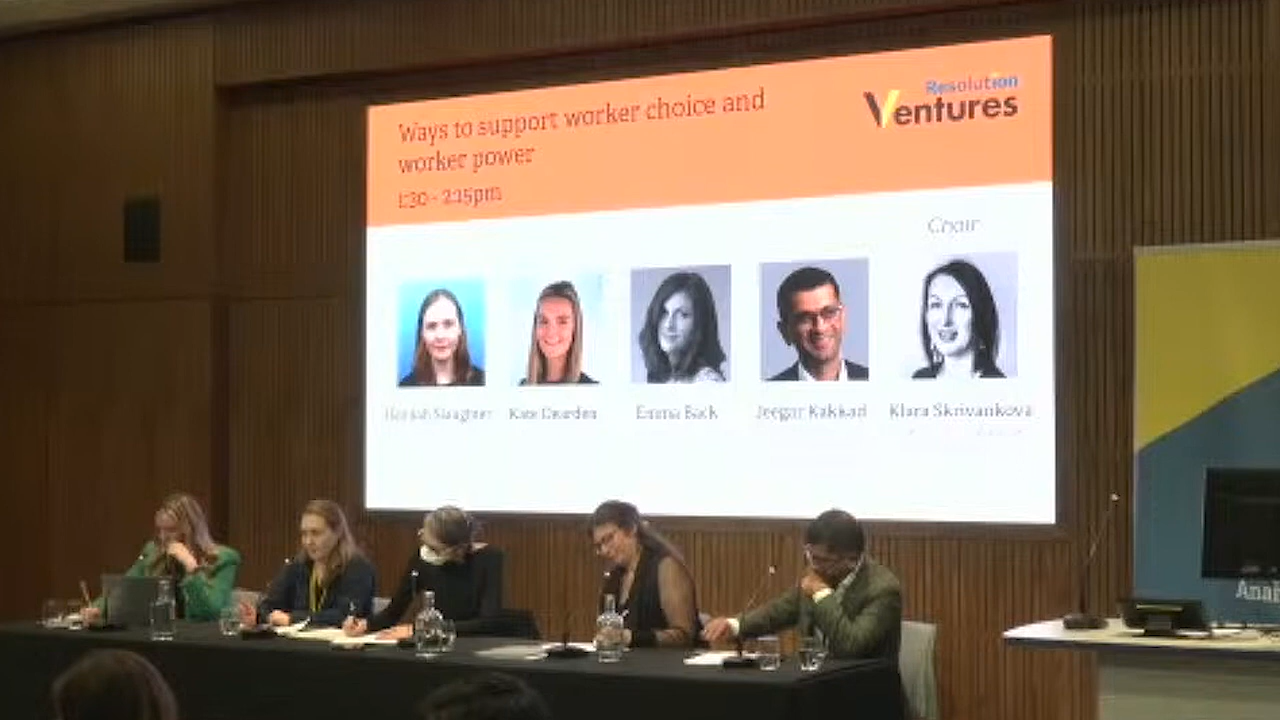 Ways to support worker choice and
worker power
1:30 - 2:15pm
Resolution
Ventures
Chair
Hannah Slaughter
Kate Dearden
Emma Back
Jeegar Kakkad
Klara Skrivankova